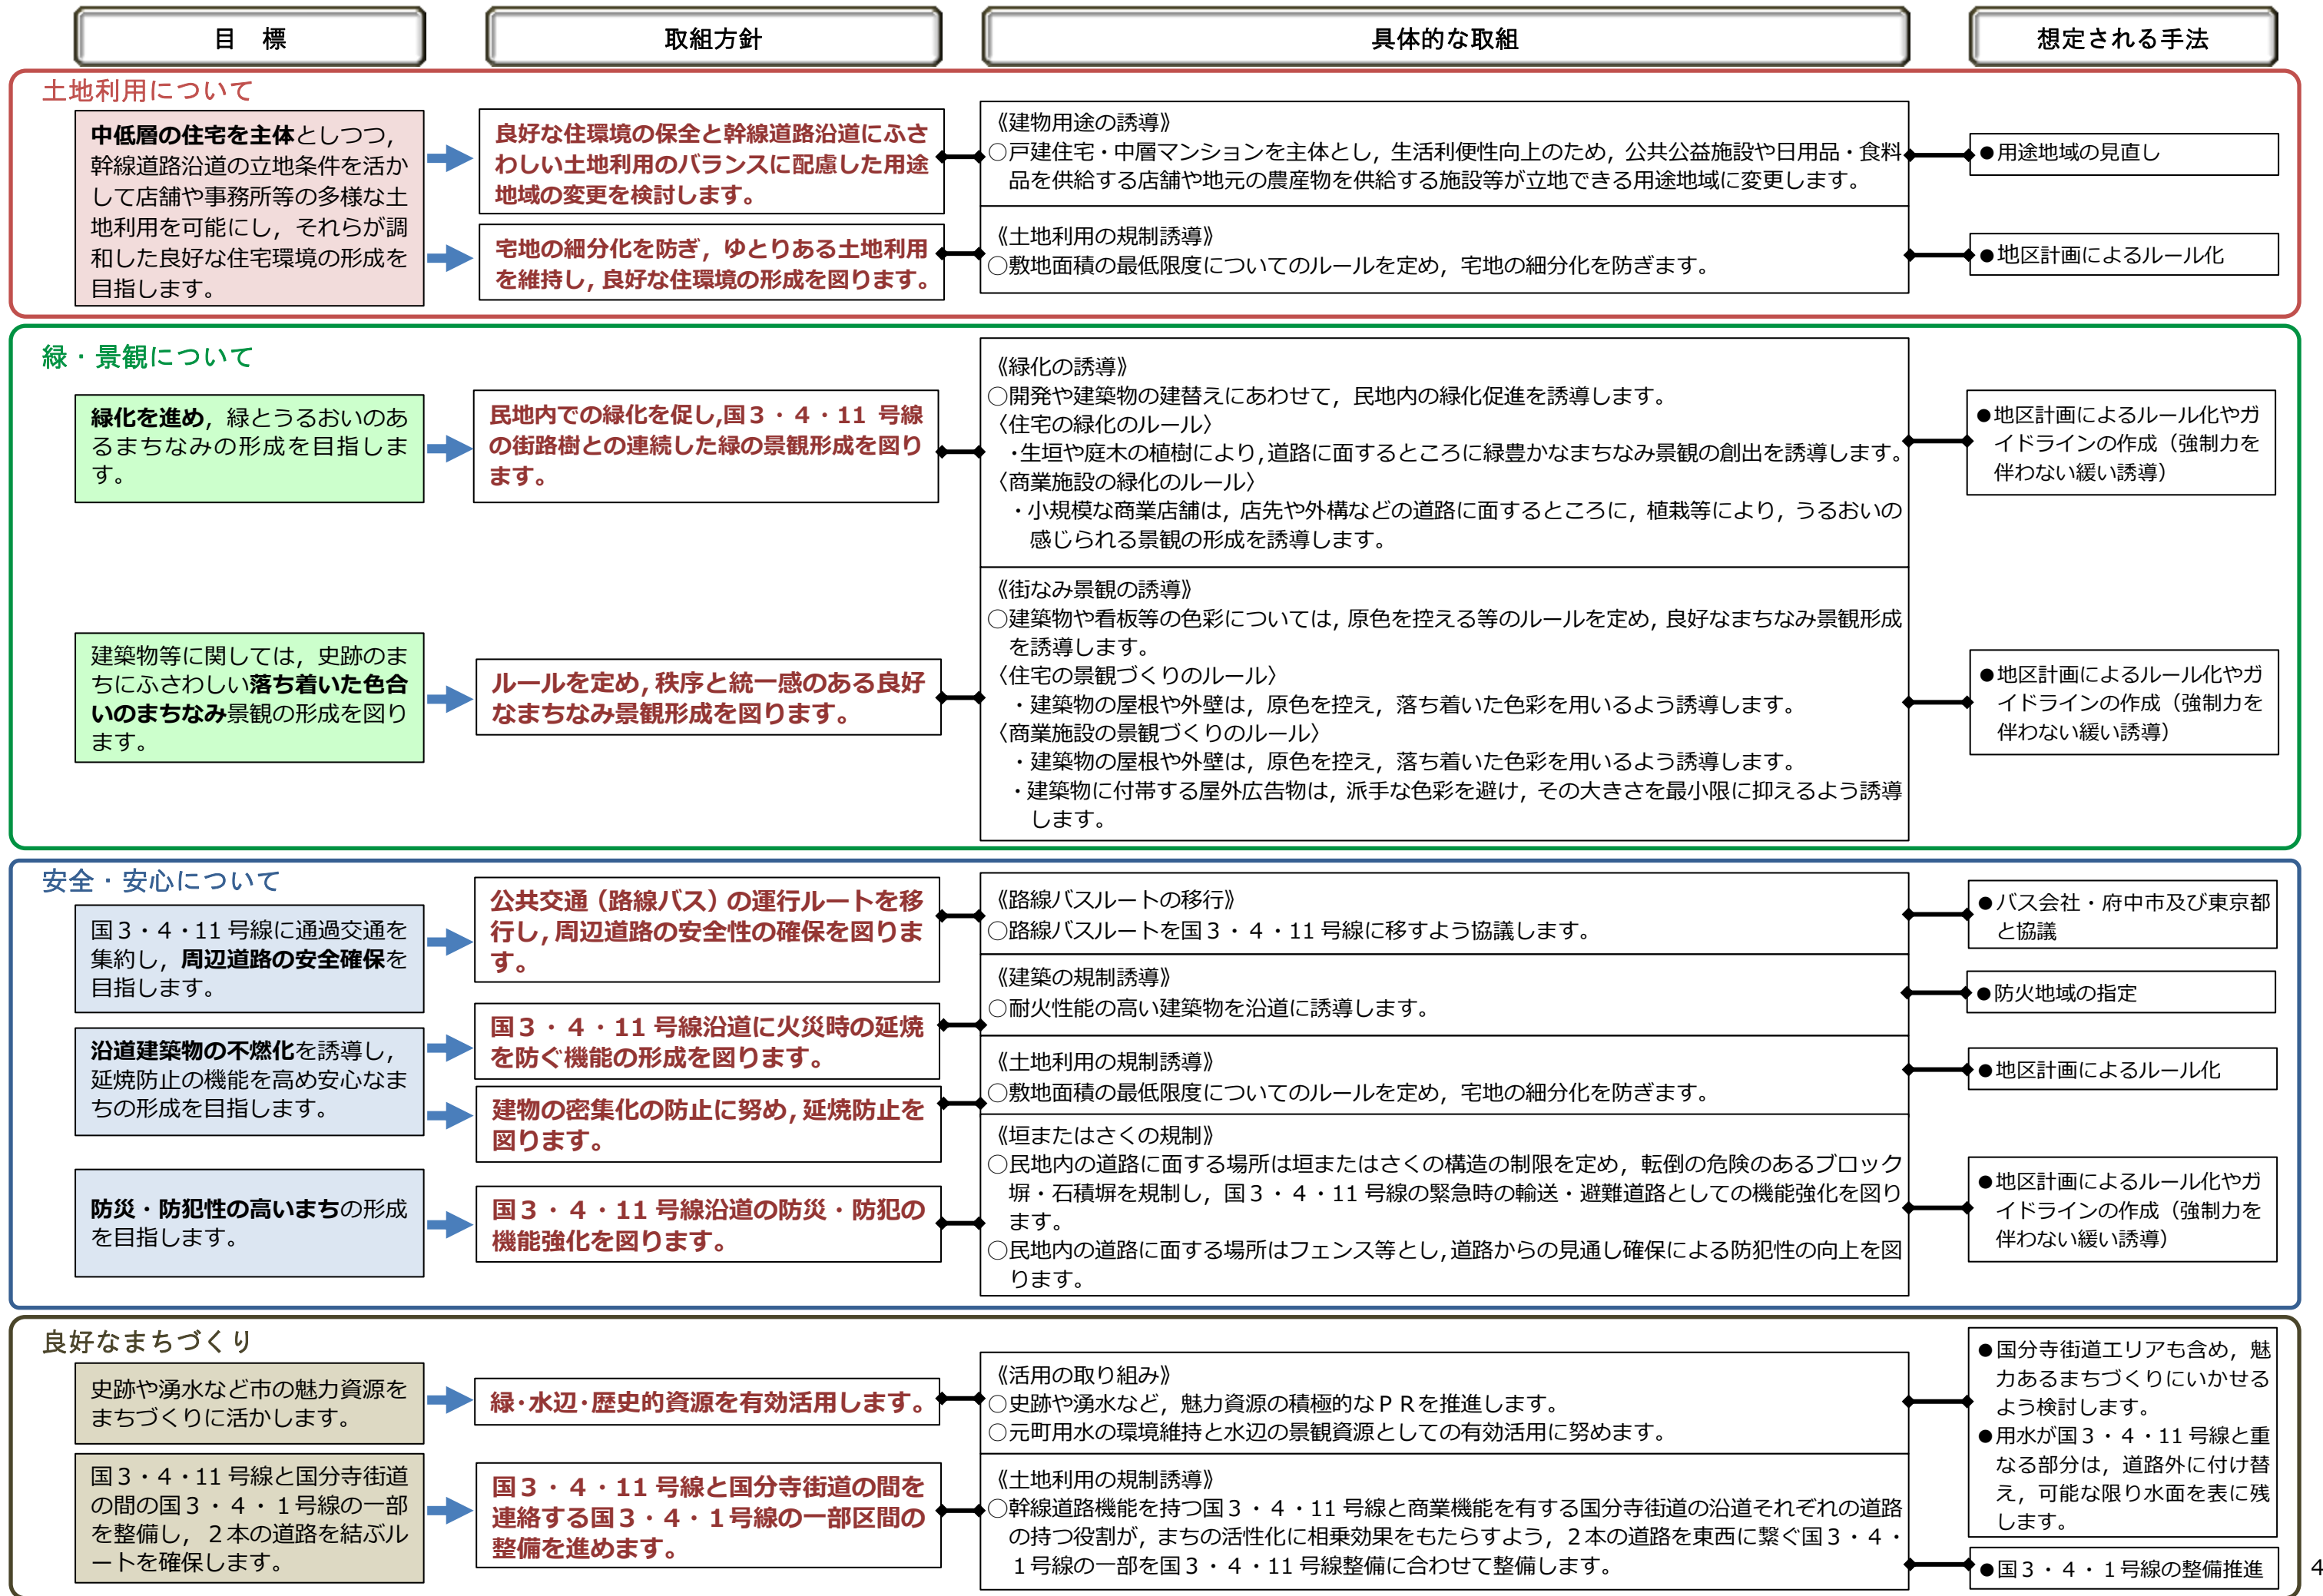 目　標
取組方針
具体的な取組
想定される手法
土地利用について
中低層の住宅を主体としつつ，
幹線道路沿道の立地条件を活か
して店舗や事務所等の多様な土
地利用を可能にし，それらが調
和した良好な住宅環境の形成を
目指します。
良好な住環境の保全と幹線道路沿道にふさ
わしい土地利用のバランスに配慮した用途
地域の変更を検討します。
宅地の細分化を防ぎ，ゆとりある土地利用
を維持し，良好な住環境の形成を図ります。
《建物用途の誘導》
○戸建住宅・中層マンションを主体とし，生活利便性向上のため，公共公益施設や日用品・食料
品を供給する店舗や地元の農産物を供給する施設等が立地できる用途地域に変更します。
《土地利用の規制誘導》
○敷地面積の最低限度についてのルールを定め，宅地の細分化を防ぎます。
●用途地域の見直し
●地区計画によるルール化
緑・景観について
緑化を進め，緑とうるおいのあ
るまちなみの形成を目指しま
す。
民地内での緑化を促し,国３・４・11 号線
の街路樹との連続した緑の景観形成を図り
ます。
《緑化の誘導》
○開発や建築物の建替えにあわせて，民地内の緑化促進を誘導します。
〈住宅の緑化のルール〉
・生垣や庭木の植樹により，道路に面するところに緑豊かなまちなみ景観の創出を誘導します。
〈商業施設の緑化のルール〉
・小規模な商業店舗は，店先や外構などの道路に面するところに，植栽等により，うるおいの
感じられる景観の形成を誘導します。
●地区計画によるルール化やガ
イドラインの作成（強制力を
伴わない緩い誘導）
建築物等に関しては，史跡のま
ちにふさわしい落ち着いた色合
いのまちなみ景観の形成を図り
ます。
ルールを定め，秩序と統一感のある良好
なまちなみ景観形成を図ります。
《街なみ景観の誘導》
○建築物や看板等の色彩については，原色を控える等のルールを定め，良好なまちなみ景観形成
を誘導します。
〈住宅の景観づくりのルール〉
・建築物の屋根や外壁は，原色を控え，落ち着いた色彩を用いるよう誘導します。
〈商業施設の景観づくりのルール〉
・建築物の屋根や外壁は，原色を控え，落ち着いた色彩を用いるよう誘導します。
・建築物に付帯する屋外広告物は，派手な色彩を避け，その大きさを最小限に抑えるよう誘導
します。
●地区計画によるルール化やガ
イドラインの作成（強制力を
伴わない緩い誘導）
安全・安心について
国３・４・11 号線に通過交通を
集約し，周辺道路の安全確保を
目指します。
沿道建築物の不燃化を誘導し，
延焼防止の機能を高め安心なま
ちの形成を目指します。
防災・防犯性の高いまちの形成
を目指します。
公共交通（路線バス）の運行ルートを移
行し，周辺道路の安全性の確保を図りま
す。
国３・４・11 号線沿道に火災時の延焼
を防ぐ機能の形成を図ります。
建物の密集化の防止に努め，延焼防止を
図ります。
国３・４・11 号線沿道の防災・防犯の
機能強化を図ります。
《路線バスルートの移行》
○路線バスルートを国３・４・11 号線に移すよう協議します。
《建築の規制誘導》
○耐火性能の高い建築物を沿道に誘導します。
《土地利用の規制誘導》
○敷地面積の最低限度についてのルールを定め，宅地の細分化を防ぎます。
《垣またはさくの規制》
○民地内の道路に面する場所は垣またはさくの構造の制限を定め，転倒の危険のあるブロック
塀・石積塀を規制し，国３・４・11 号線の緊急時の輸送・避難道路としての機能強化を図り
ます。
○民地内の道路に面する場所はフェンス等とし，道路からの見通し確保による防犯性の向上を図
ります。
●バス会社・府中市及び東京都
と協議
●防火地域の指定
●地区計画によるルール化
●地区計画によるルール化やガ
イドラインの作成（強制力を
伴わない緩い誘導）
良好なまちづくり
史跡や湧水など市の魅力資源を
まちづくりに活かします。
国３・４・11 号線と国分寺街道
の間の国３・４・１号線の一部
を整備し，２本の道路を結ぶル
ートを確保します。
緑・水辺・歴史的資源を有効活用します。
国３・４・11 号線と国分寺街道の間を
連絡する国３・４・１号線の一部区間の
整備を進めます。
《活用の取り組み》
○史跡や湧水など，魅力資源の積極的なＰＲを推進します。
○元町用水の環境維持と水辺の景観資源としての有効活用に努めます。
《土地利用の規制誘導》
○幹線道路機能を持つ国３・４・11 号線と商業機能を有する国分寺街道の沿道それぞれの道路
の持つ役割が，まちの活性化に相乗効果をもたらすよう，２本の道路を東西に繋ぐ国３・４・
１号線の一部を国３・４・11 号線整備に合わせて整備します。
●国分寺街道エリアも含め，魅
力あるまちづくりにいかせる
よう検討します。
●用水が国３・４・11 号線と重
なる部分は，道路外に付け替
え，可能な限り水面を表に残
します。
●国３・４・１号線の整備推進
4